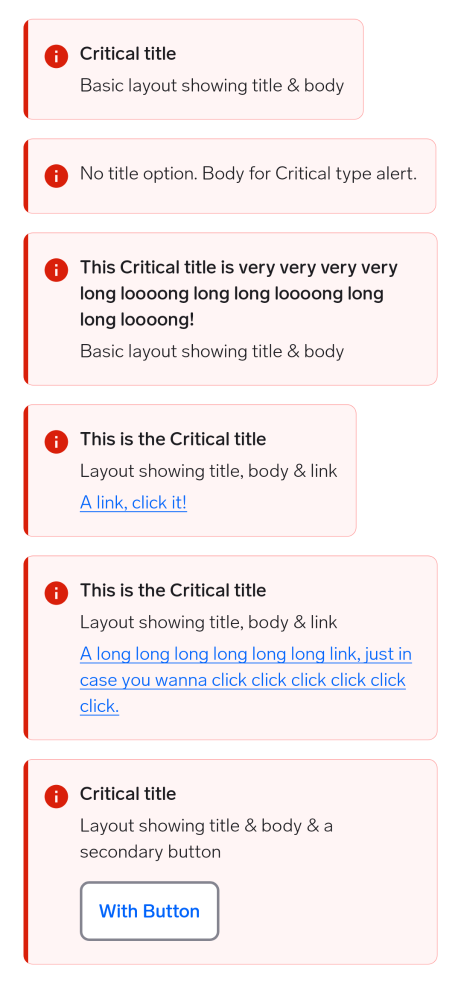 Critical title
Basic layout showing title & body
No title option. Body for Critical type alert.
This Critical title is very very very very
long loooong long long loooong long
long loooong!
Basic layout showing title & body
This is the Critical title
Layout showing title, body & link
A link, click it!
This is the Critical title
Layout showing title, body & link
A long long long long long long link, just in
case you wanna click click click click click
click.
Critical title
Layout showing title & body & a
secondary button
With Button